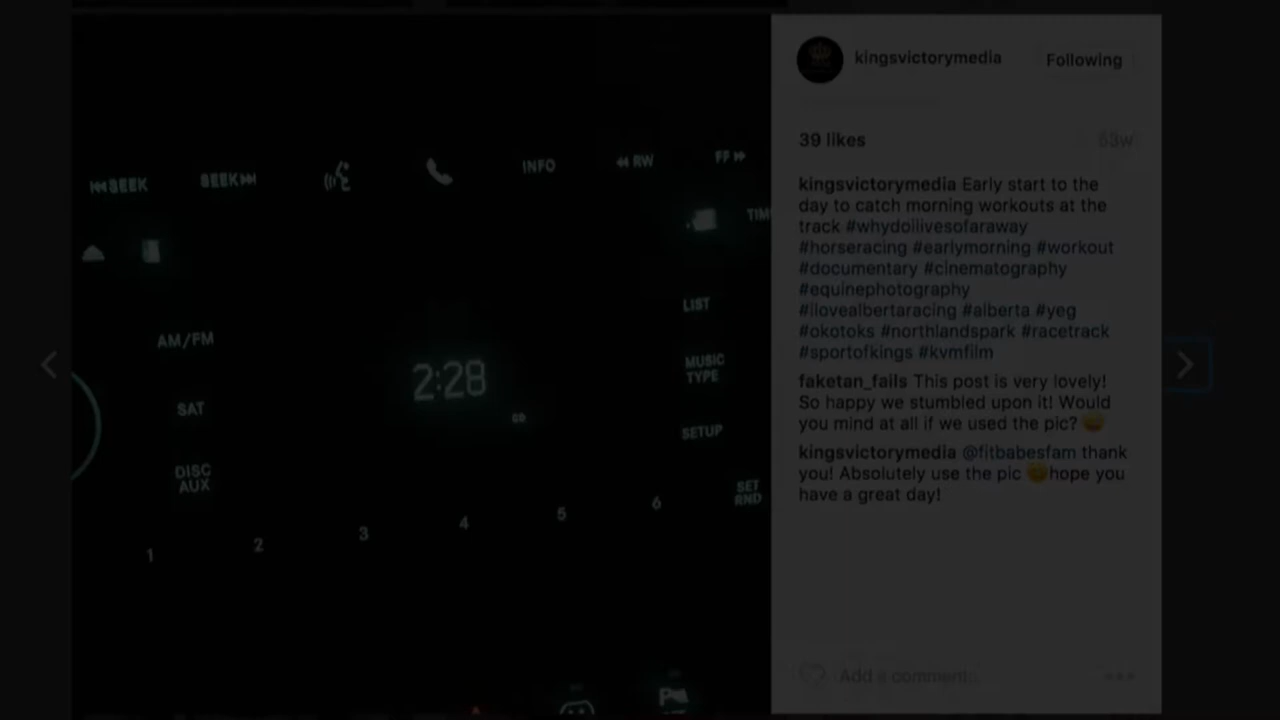 kingsvictorymedia
Following
39 likes
53w
kingsvictorymedia Early start to the
day to catch morning workouts at the
track #whydoilivesofaraway
#horseracing #earlymorning #workout
#documentary #cinematography
#equinephotography
#ilovealbertaracing #alberta #yeg
#okotoks #northlandspark #racetrack
#sportofkings #kvmfilm
faketan_fails This post is very lovely!
So happy we stumbled upon it! Would
you mind at all if we used the pic? 😄
kingsvictorymedia @fitbabesfam thank
you! Absolutely use the pic 😄hope you
have a great day!
Add a comment...
SEEK
SEEK
INFO
RW
FF
TIM
LIST
AM/FM
2:28
MUSIC
TYPE
SAT
CD
SETUP
DISC
AUX
SET
RND
1
2
3
4
5
6